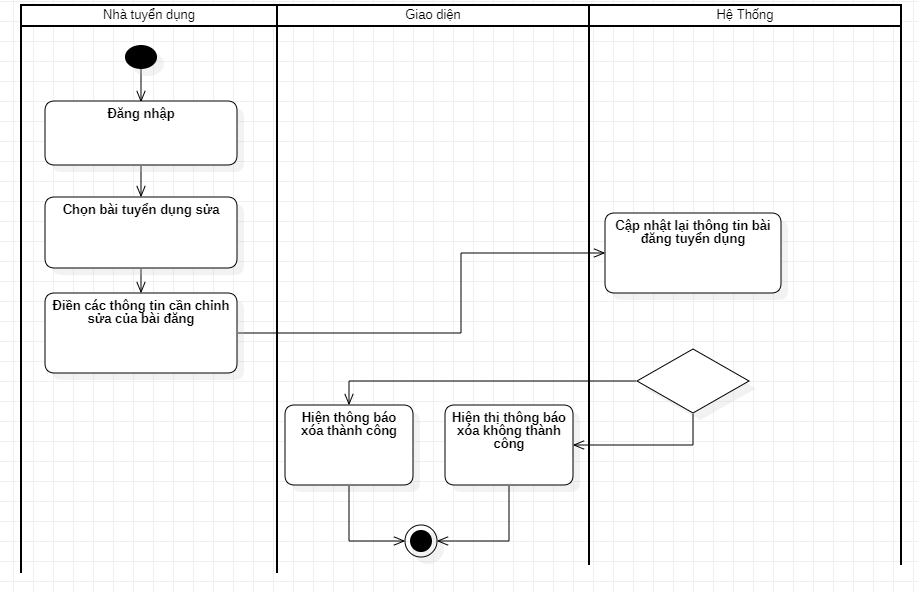 Nhà tuyển dụng
Giao diện
Hệ Thống
Đăng nhập
Chọn bài tuyển dụng sửa
Điền các thông tin cần chỉnh
sửa của bài đăng
Cập nhật lại thông tin bài
đăng tuyển dụng
Hiện thông báo
xóa thành công
Hiện thị thông báo
xóa không thành
công